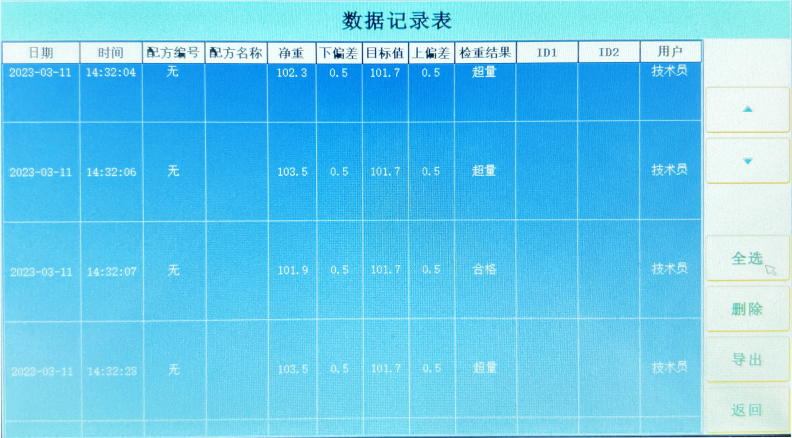 数据记录表
日期 时间 配方编号 配方名称 净重 下偏差 目标值 上偏差 检重结果 ID1 ID2 用户
2023-03-11 14:32:04 无 102.3 0.5 101.7 0.5 超量 技术员
2023-03-11 14:32:06 无 103.5 0.5 101.7 0.5 超量 技术员
2023-03-11 14:32:07 无 101.9 0.5 101.7 0.5 合格 技术员
2023-03-11 14:32:28 无 103.5 0.5 101.7 0.5 超量 技术员
全选
删除
导出
返回